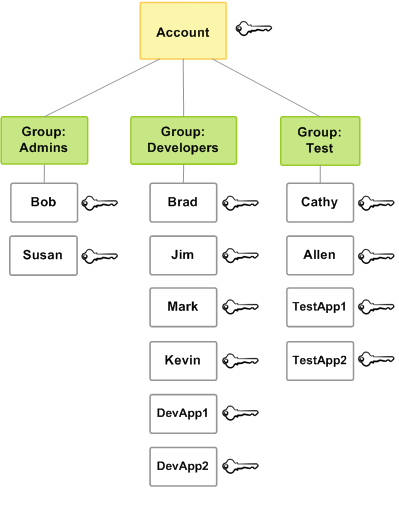 Account
Group:
Admins
Group:
Developers
Group:
Test
Bob
Brad
Cathy
Susan
Jim
Allen
Mark
TestApp1
Kevin
TestApp2
DevApp1
DevApp2